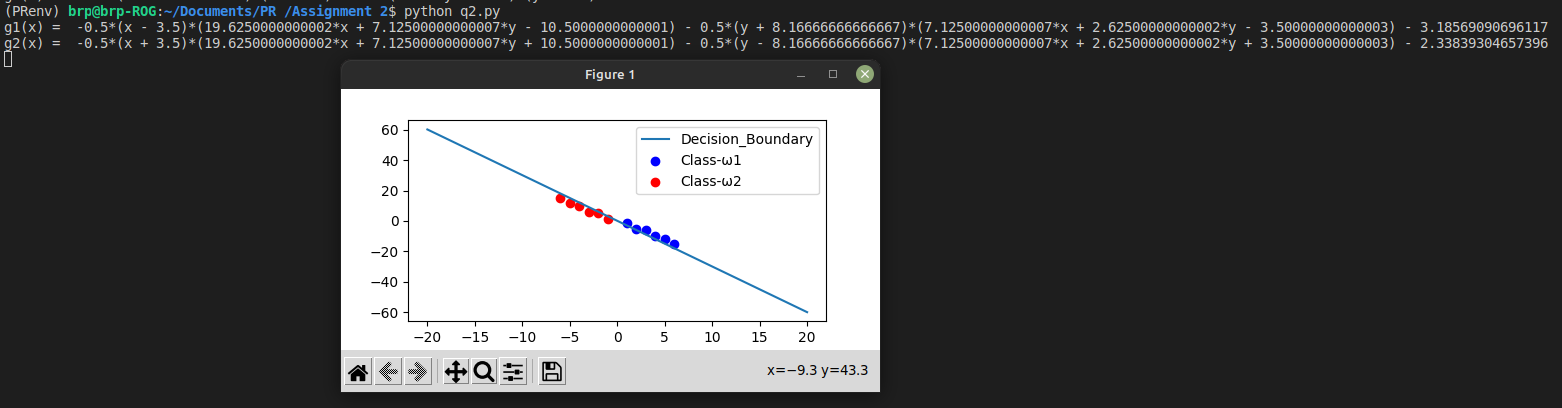 (PRenv) brp@brp-ROG:~/Documents/PR /Assignment 2$ python q2.py
g1(x) =  -0.5*(x - 3.5)*(19.6250000000002*x + 7.12500000000007*y - 10.5000000000001) - 0.5*(y + 8.16666666666667)*(7.12500000000007*x + 2.62500000000002*y - 3.50000000000003) - 3.18569090696117
g2(x) =  -0.5*(x + 3.5)*(19.6250000000002*x + 7.12500000000007*y + 10.5000000000001) - 0.5*(y - 8.16666666666667)*(7.12500000000007*x + 2.62500000000002*y + 3.50000000000003) - 2.33839304657396
Figure 1
60
40
20
0
−20
−40
−60
Decision_Boundary
Class-ω1
Class-ω2
−20 −15 −10 −5 0 5 10 15 20
x=−9.3 y=43.3